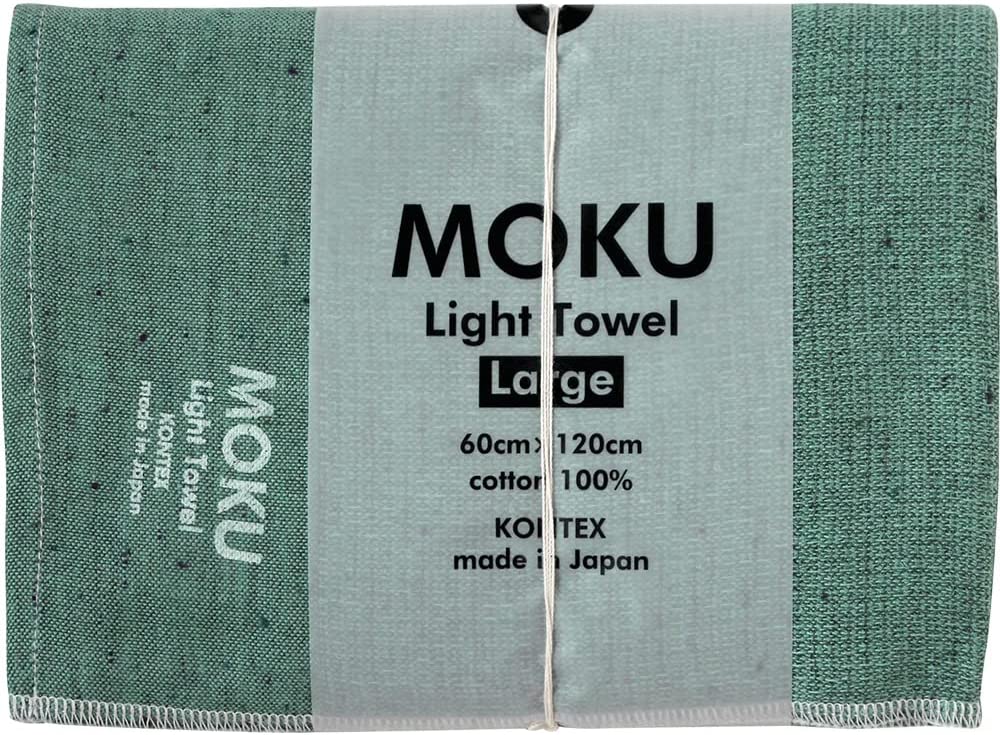 MOKU
Light Towel
Large
60cm×120cm
cotton 100%
KONTEX
made in Japan
MOKU
Light Towel
KONTEX
made in Japan